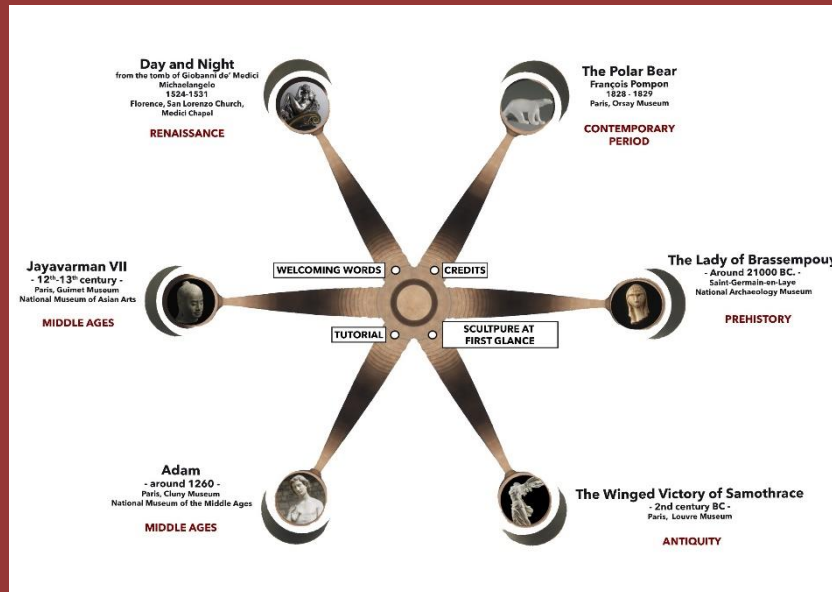 Day and Night
from the tomb of Giobanni de' Medici
Michaelangelo
1524-1531
Florence, San Lorenzo Church,
Medici Chapel
RENAISSANCE
The Polar Bear
François Pompon
1828 - 1829
Paris, Orsay Museum
CONTEMPORARY
PERIOD
Jayavarman VII
- 12th-13th century -
Paris, Guimet Museum
National Museum of Asian Arts
MIDDLE AGES
WELCOMING WORDS
CREDITS
The Lady of Brassempouy
- Around 21000 BC. -
Saint-Germain-en-Laye
National Archaeology Museum
PREHISTORY
TUTORIAL
SCULTPURE AT
FIRST GLANCE
Adam
- around 1260 -
Paris, Cluny Museum
National Museum of the Middle Ages
MIDDLE AGES
The Winged Victory of Samothrace
- 2nd century BC -
Paris, Louvre Museum
ANTIQUITY